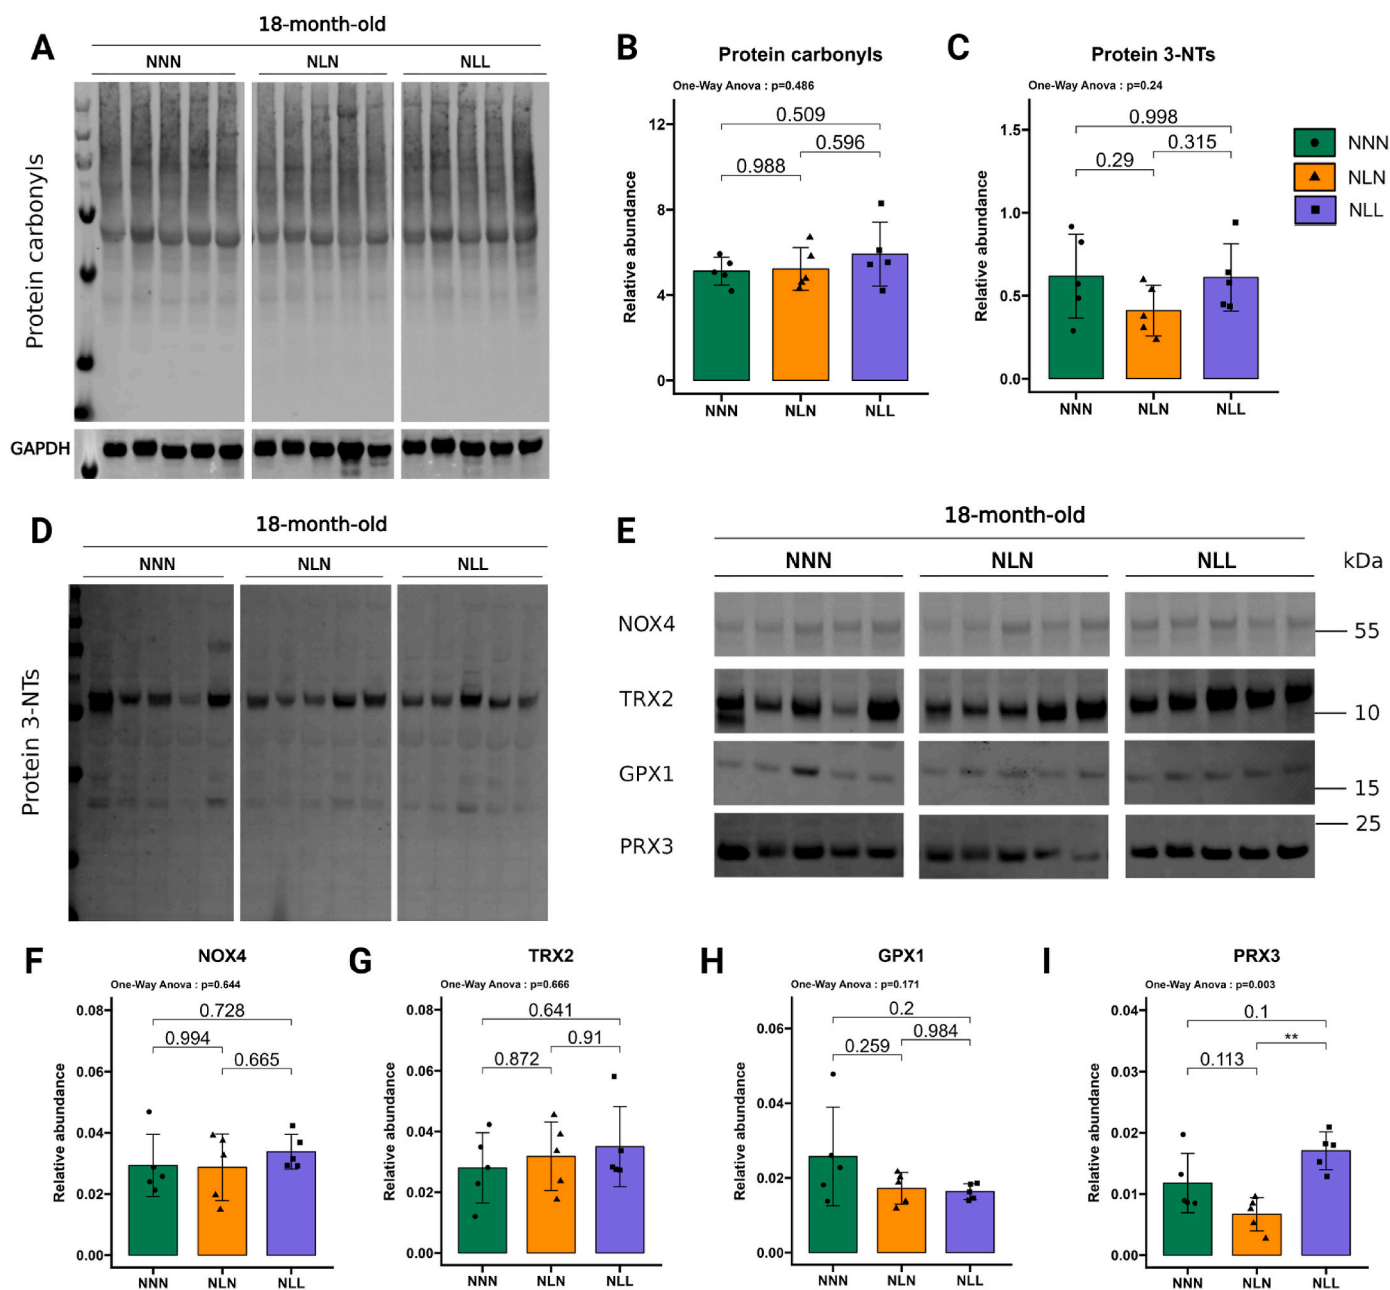 A
18-month-old
NNN NLN NLL
Protein carbonyls
GAPDH
B
Protein carbonyls
One-Way Anova : p=0.486
Relative abundance
12
8
4
0
0.509
0.596
0.988
NNN NLN NLL
C
Protein 3-NTs
One-Way Anova : p=0.24
Relative abundance
1.5
1.0
0.5
0.0
0.998
0.315
0.29
NNN NLN NLL
NNN
NLN
NLL
D
18-month-old
NNN NLN NLL
Protein 3-NTs
E
18-month-old
NNN NLN NLL kDa
NOX4 55
TRX2 10
GPX1 15
25
PRX3
F
NOX4
One-Way Anova : p=0.644
Relative abundance
0.08
0.06
0.04
0.02
0.00
0.728
0.994
0.665
NNN NLN NLL
G
TRX2
One-Way Anova : p=0.666
Relative abundance
0.08
0.06
0.04
0.02
0.00
0.641
0.91
0.872
NNN NLN NLL
H
GPX1
One-Way Anova : p=0.171
Relative abundance
0.06
0.04
0.02
0.00
0.2
0.984
0.259
NNN NLN NLL
I
PRX3
One-Way Anova : p=0.003
Relative abundance
0.04
0.03
0.02
0.01
0.00
0.1
**
0.113
NNN NLN NLL